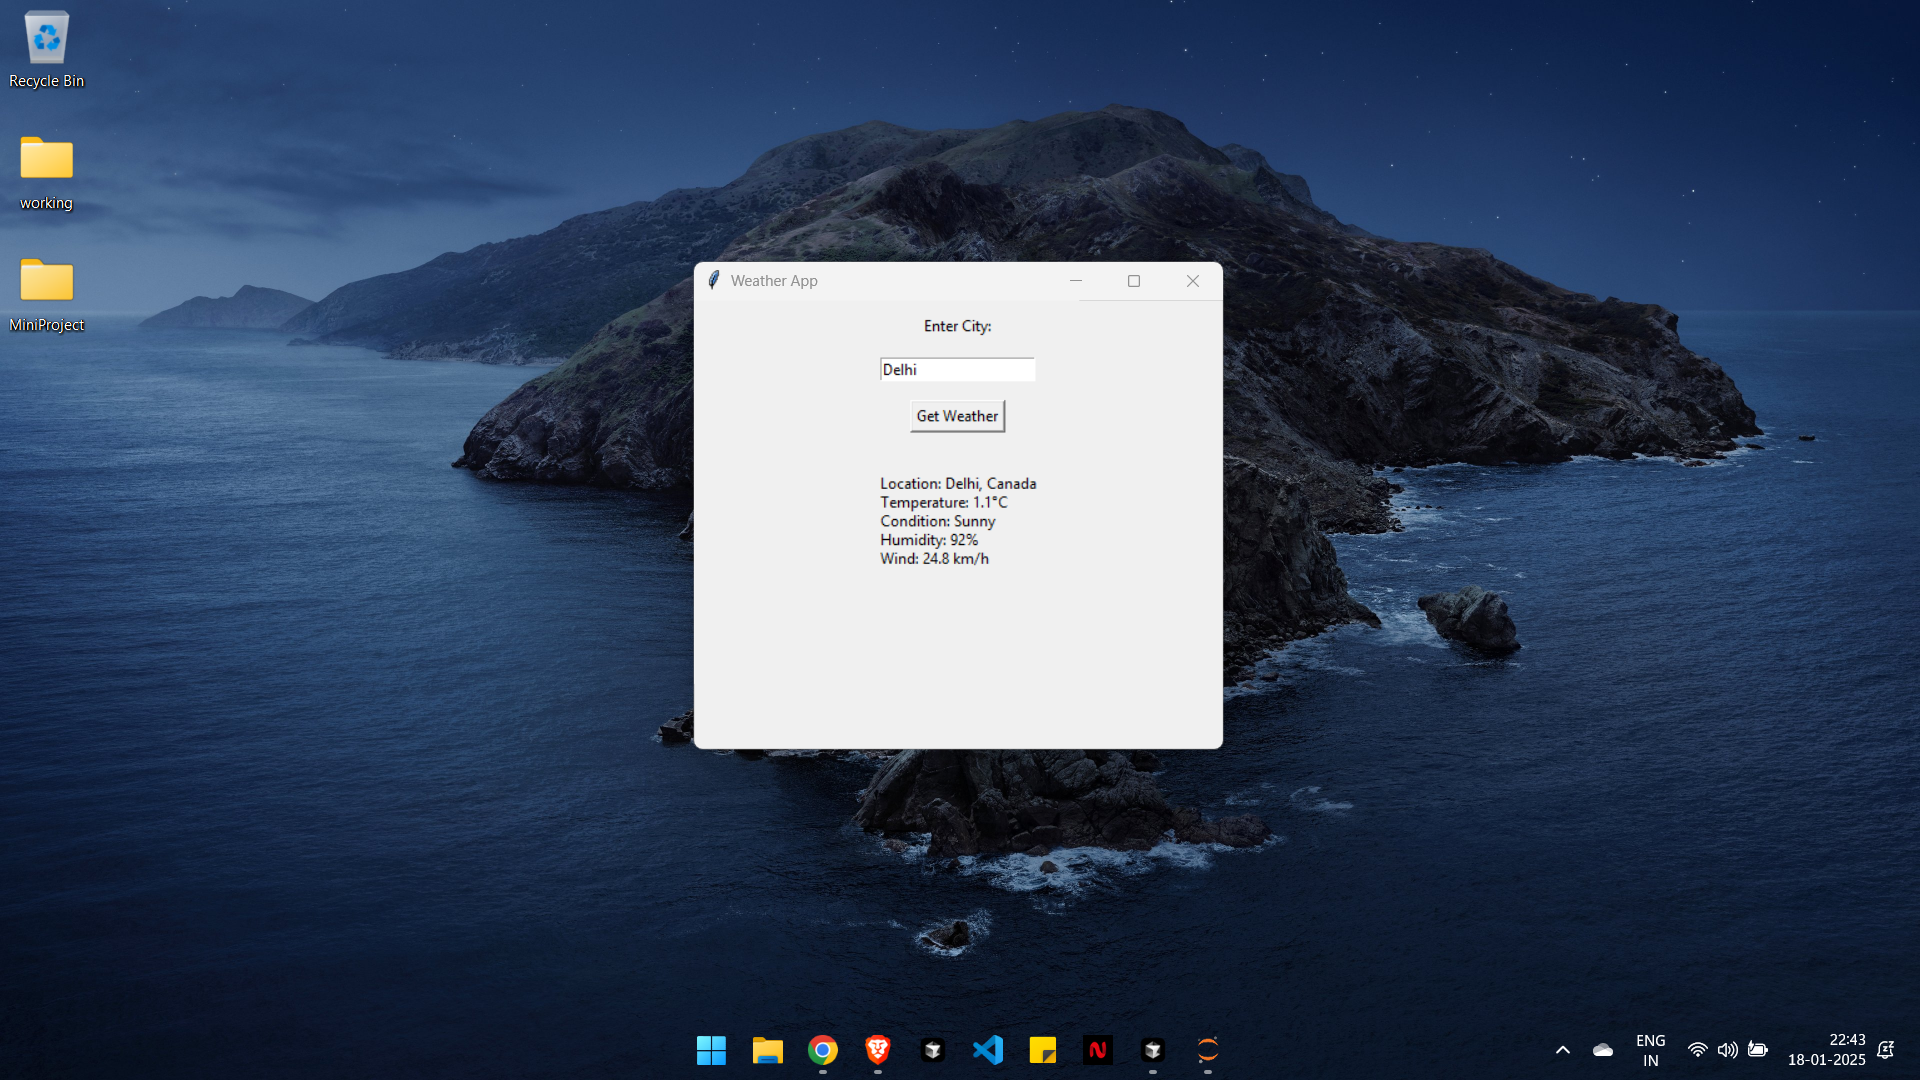 Recycle Bin
working
MiniProject
Weather App
Enter City:
Delhi
Get Weather
Location: Delhi, Canada
Temperature: 1.1°C
Condition: Sunny
Humidity: 92%
Wind: 24.8 km/h
N
ENG
IN
22:43
18-01-2025